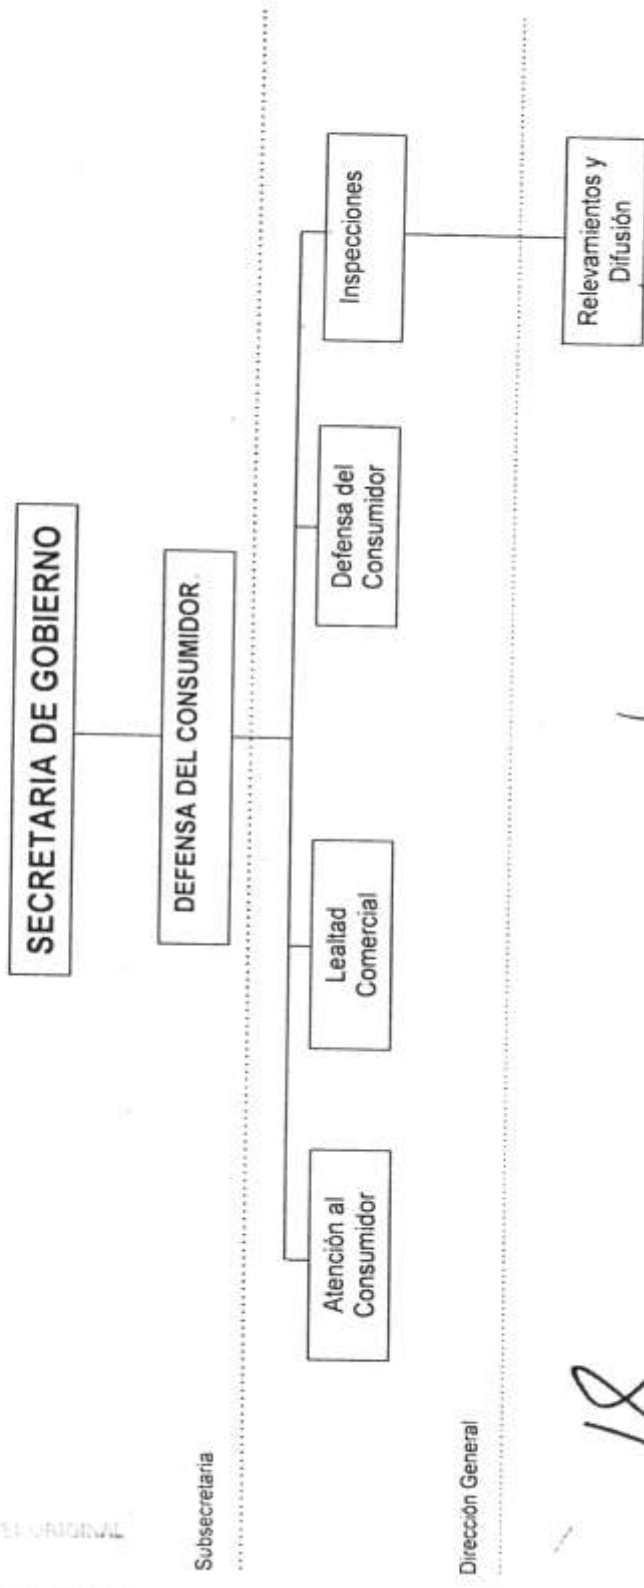 SECRETARIA DE GOBIERNO
DEFENSA DEL CONSUMIDOR
Subsecretaria
Atención al
Consumidor
Lealtad
Comercial
Defensa del
Consumidor
Inspecciones
Dirección General
Relevamientos y
Difusión
18